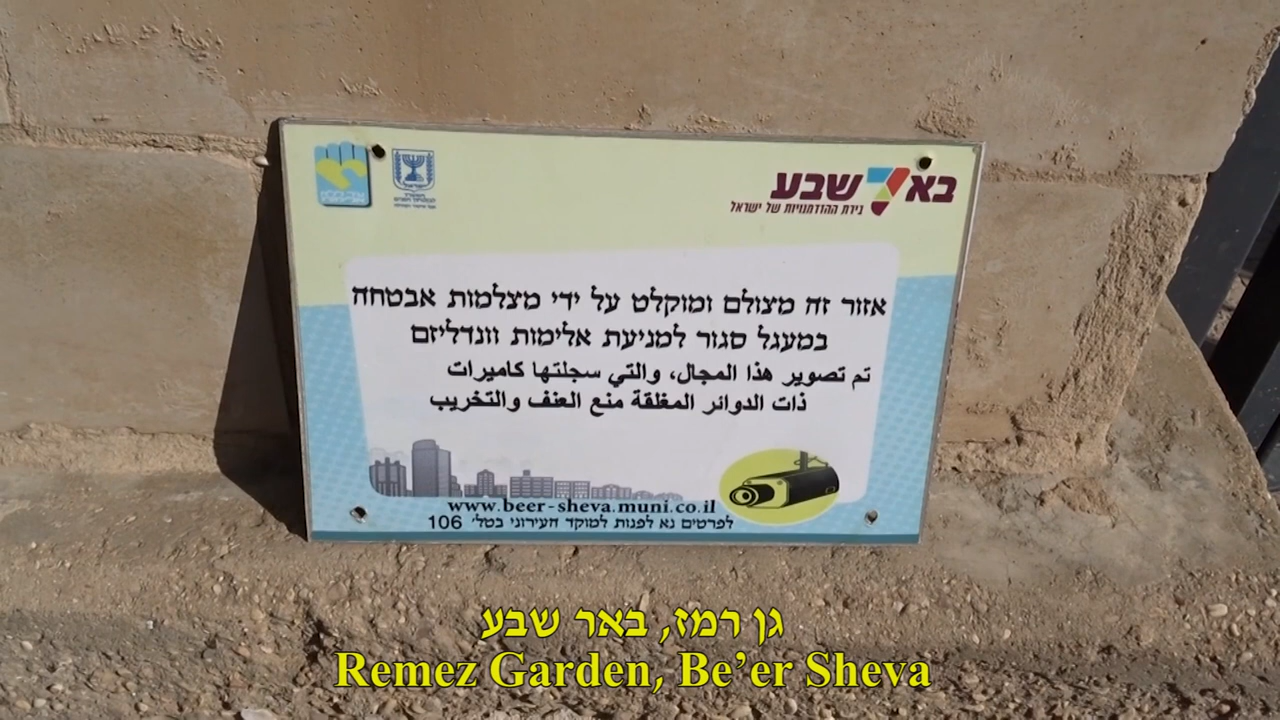 באר שבע
בירת ההזדמנויות של ישראל
אזור זה מצולם ומוקלט על ידי מצלמות אבטחה
במעגל סגור למניעת אלימות וונדליזם
تم تصوير هذا المجال، والتي سجلتها كاميرات
ذات الدوائر المغلقة منع العنف والتخريب
www.beer-sheva.muni.co.il
לפרטים נא לפנות למוקד העירוני בטל' 106
גן רמז, באר שבע
Remez Garden, Be’er Sheva